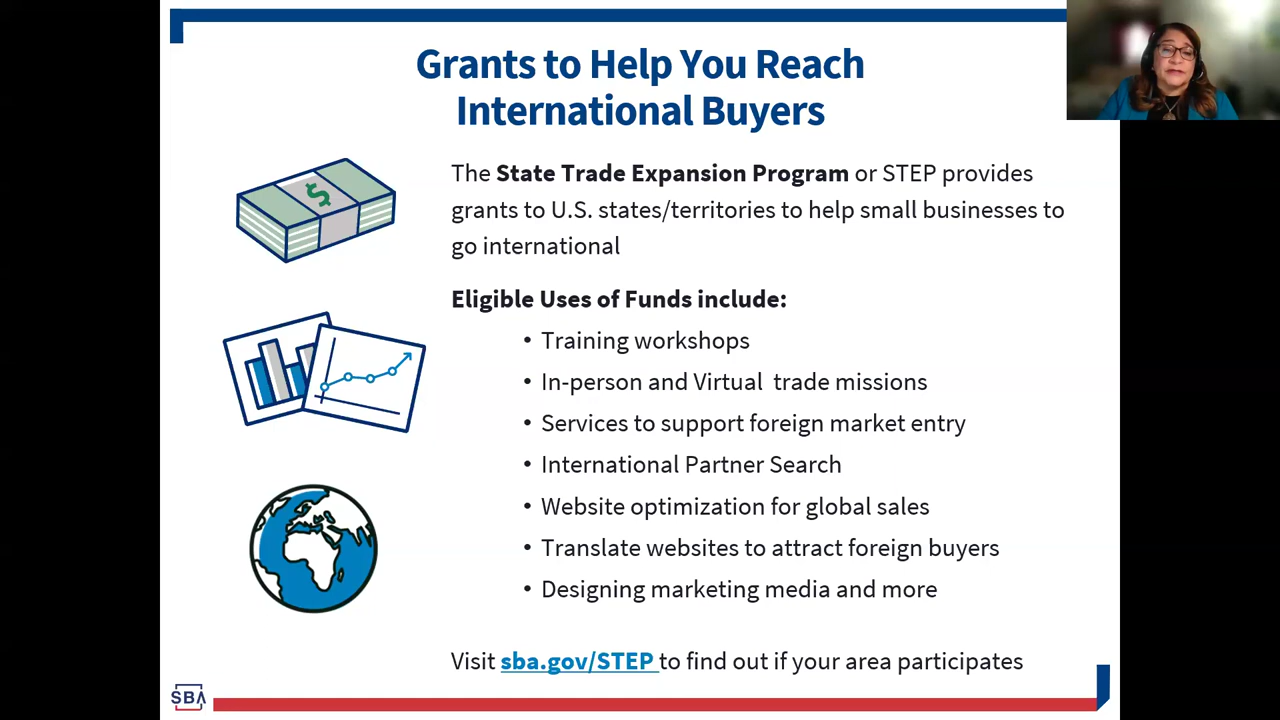 Grants to Help You Reach
International Buyers
$
The State Trade Expansion Program or STEP provides
grants to U.S. states/territories to help small businesses to
go international
Eligible Uses of Funds include:
• Training workshops
• In-person and Virtual trade missions
• Services to support foreign market entry
• International Partner Search
• Website optimization for global sales
• Translate websites to attract foreign buyers
• Designing marketing media and more
Visit sba.gov/STEP to find out if your area participates
SBA